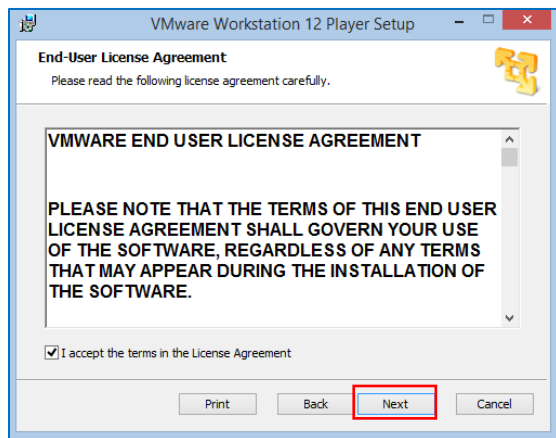 VMware Workstation 12 Player Setup
End-User License Agreement
Please read the following license agreement carefully.
VMWARE END USER LICENSE AGREEMENT
PLEASE NOTE THAT THE TERMS OF THIS END USER
LICENSE AGREEMENT SHALL GOVERN YOUR USE
OF THE SOFTWARE, REGARDLESS OF ANY TERMS
THAT MAY APPEAR DURING THE INSTALLATION OF
THE SOFTWARE.
I accept the terms in the License Agreement
Print Back Next Cancel